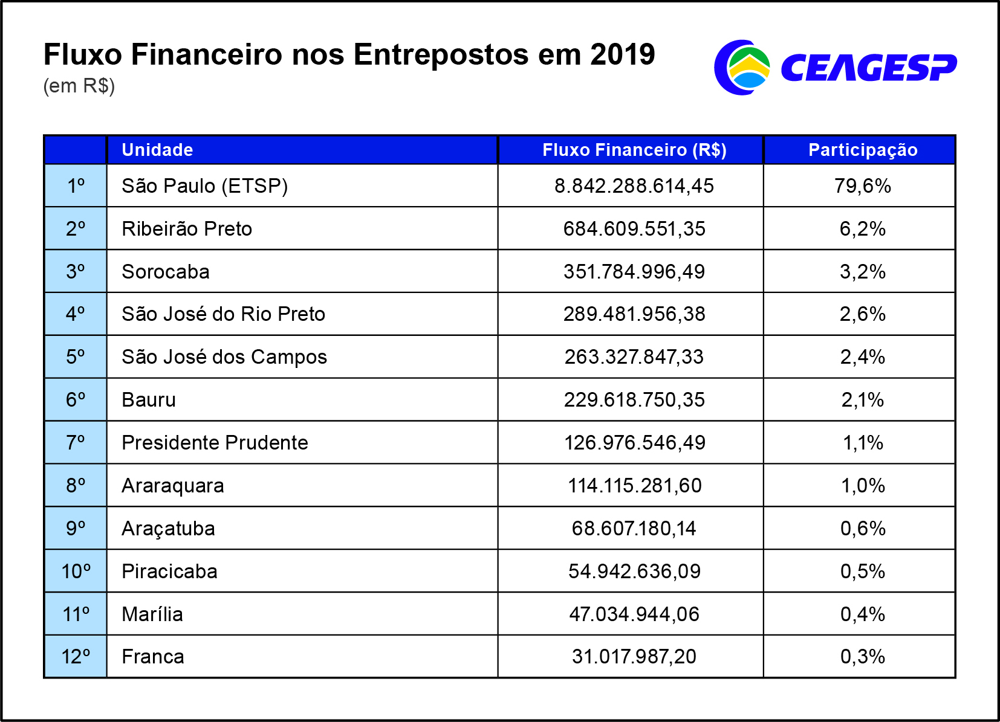 Fluxo Financeiro nos Entrepostos em 2019
(em R$)
CEAGESP
Unidade Fluxo Financeiro (R$) Participação
1º São Paulo (ETSP) 8.842.288.614,45 79,6%
2º Ribeirão Preto 684.609.551,35 6,2%
3º Sorocaba 351.784.996,49 3,2%
4º São José do Rio Preto 289.481.956,38 2,6%
5º São José dos Campos 263.327.847,33 2,4%
6º Bauru 229.618.750,35 2,1%
7º Presidente Prudente 126.976.546,49 1,1%
8º Araraquara 114.115.281,60 1,0%
9º Araçatuba 68.607.180,14 0,6%
10º Piracicaba 54.942.636,09 0,5%
11º Marília 47.034.944,06 0,4%
12º Franca 31.017.987,20 0,3%